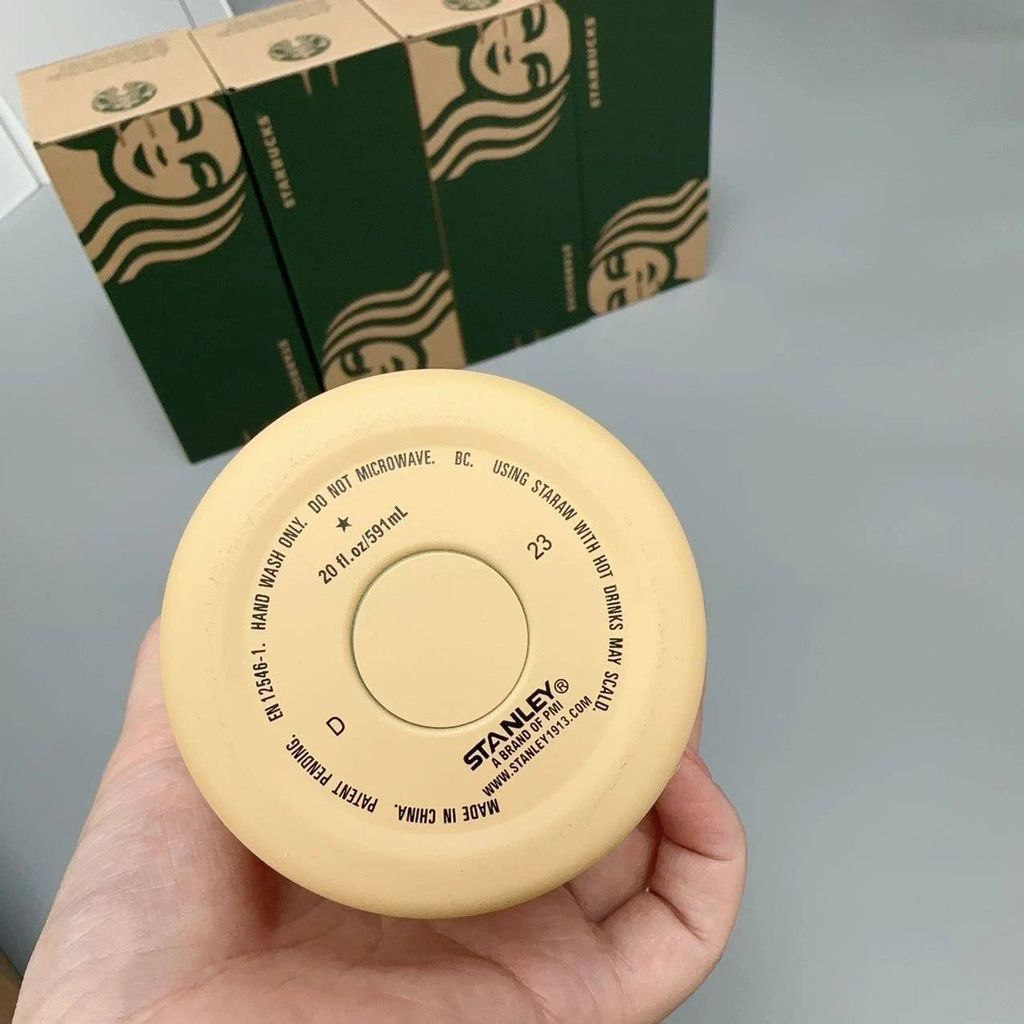 STARBUCKS
STARBUCKS
STARBUCKS
EN 12546-1. HAND WASH ONLY. DO NOT MICROWAVE. BC. USING STARAW WITH HOT DRINKS MAY SCALD.
★
20 fl.oz/591mL
23
D
STANLEY®
A BRAND OF PMI
WWW.STANLEY1913.COM
MADE IN CHINA. PATENT PENDING.